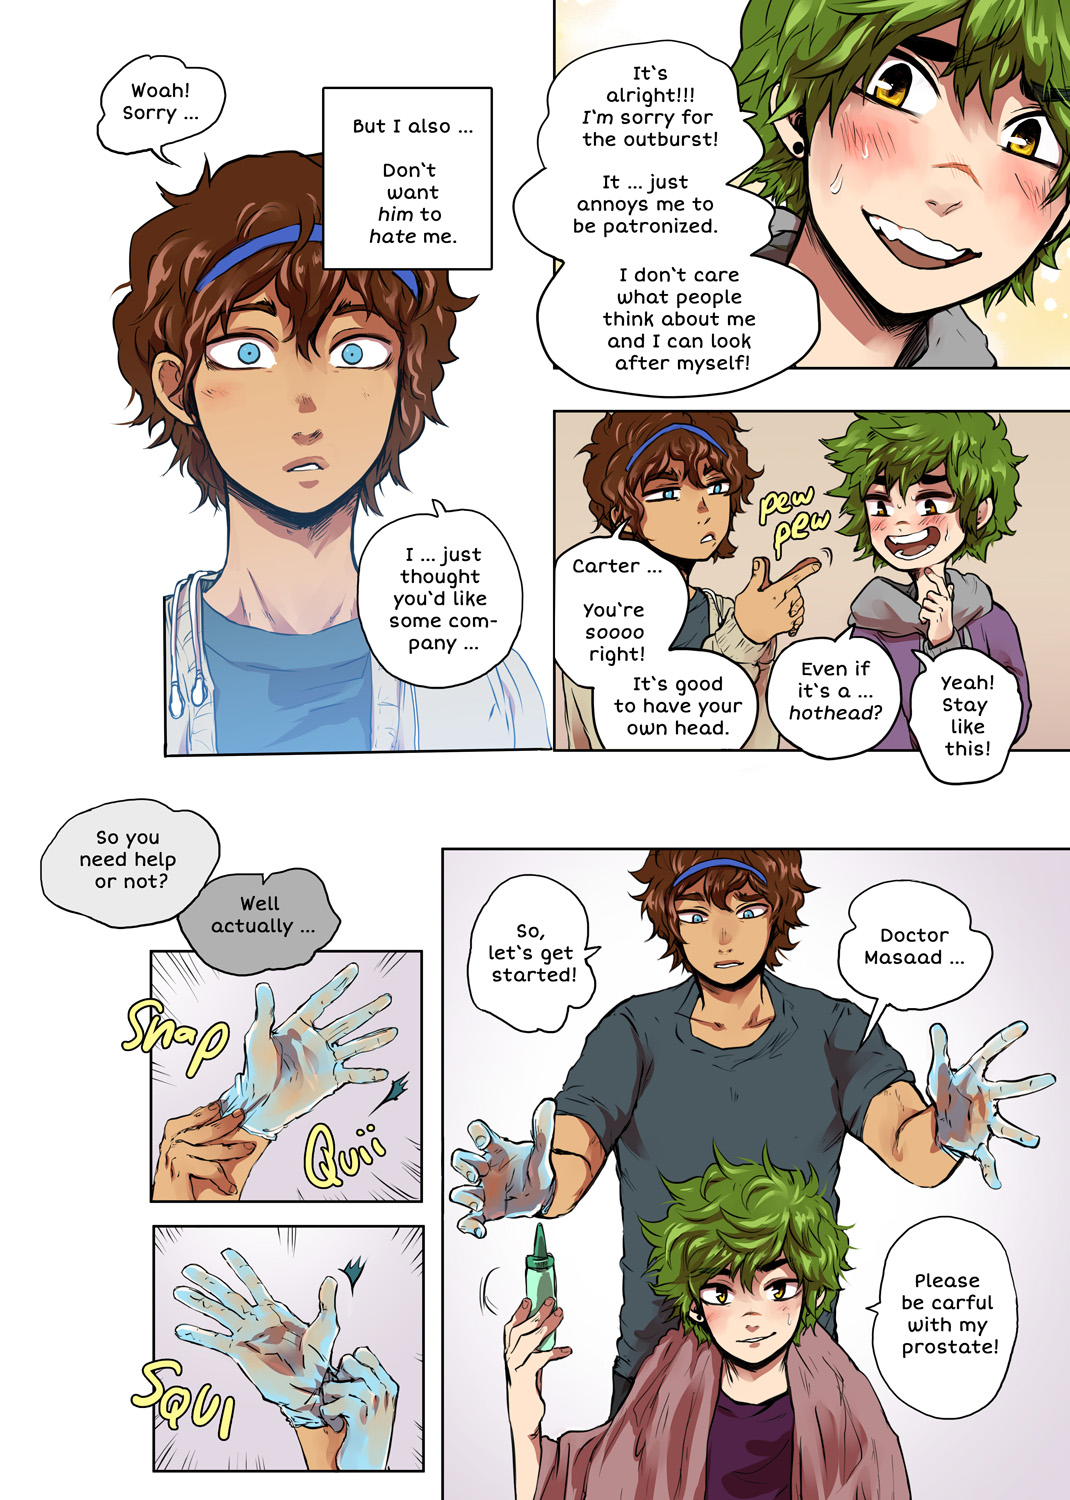 Woah!
Sorry ...
But I also ...
Don't
want
him to
hate me.
I ... just
thought
you'd like
some com-
pany ...
It's
alright!!!
I'm sorry for
the outburst!
It ... just
annoys me to
be patronized.
I don't care
what people
think about me
and I can look
after myself!
Carter ...
You're
soooo
right!
It's good
to have your
own head.
pew
pew
Even if
it's a ...
hothead?
Yeah!
Stay
like
this!
So you
need help
or not?
Well
actually ...
Snap
Quii
SQUI
So,
let's get
started!
Doctor
Masaad ...
Please
be carful
with my
prostate!